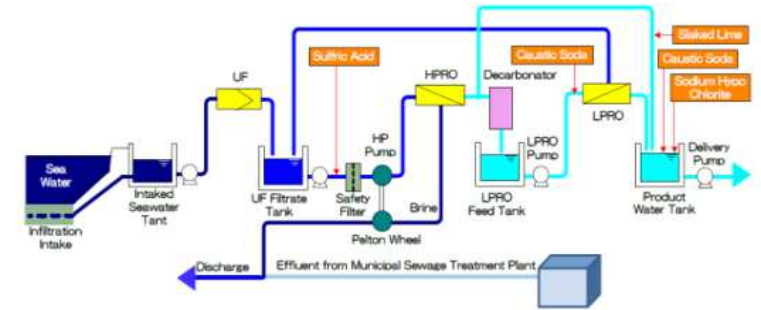 Slaked Lime
Sulfric Acid
Caustic Soda
Caustic Soda
UF
HPRO
Decarbonator
Sodium Hypo
Chlorite
LPRO
HP
Pump
LPRO
Pump
Delivery
Pump
Sea
Water
Intaked
Seawater
Tant
UF Filtrate
Tank
Safety
Filter
Brine
LPRO
Feed Tank
Product
Water Tank
Infiltration
Intake
Pelton Wheel
Discharge
Effluent from Municipal Sewage Treatment Plant